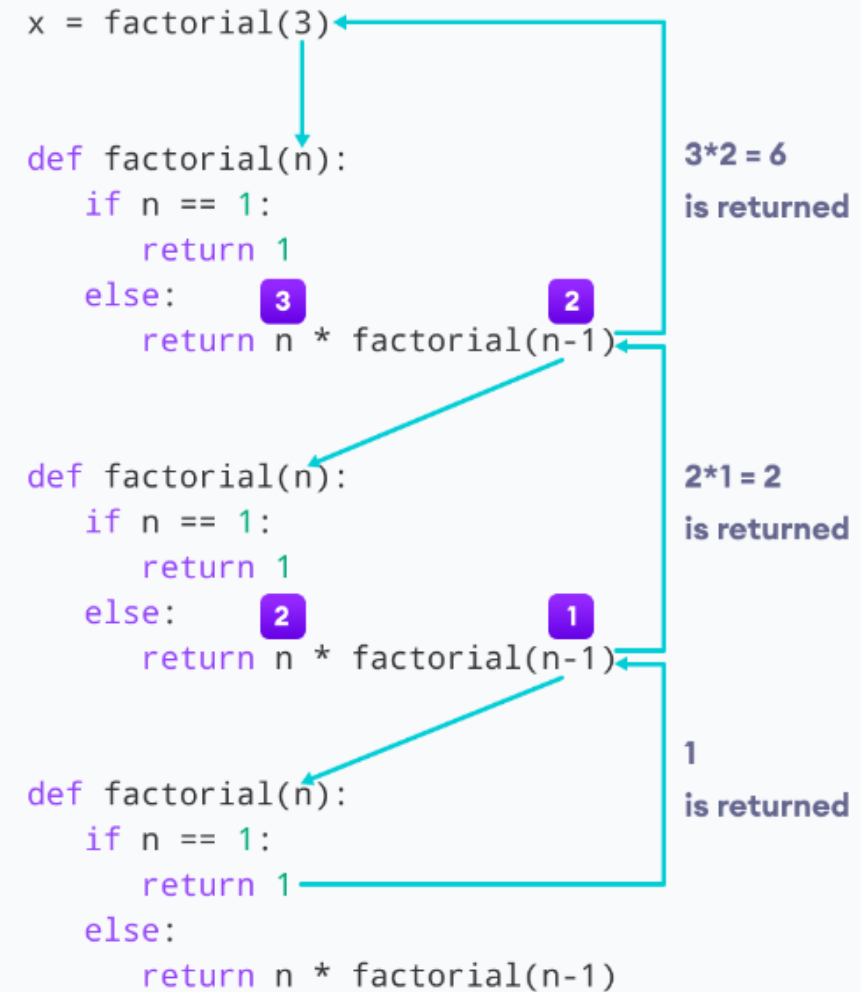 x = factorial(3)
def factorial(n):
3*2 = 6
if n == 1:
is returned
return 1
else:
3
2
return n * factorial(n-1)
def factorial(n):
2*1 = 2
if n == 1:
is returned
return 1
else:
2
1
return n * factorial(n-1)
1
def factorial(n):
is returned
if n == 1:
return 1
else:
return n * factorial(n-1)